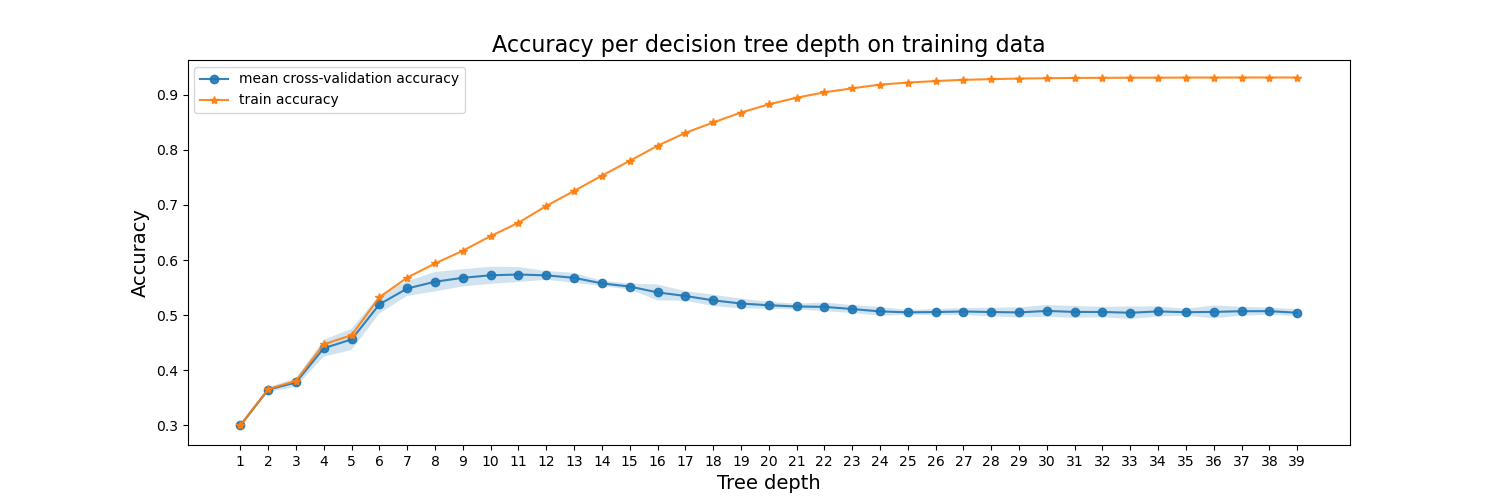 Accuracy per decision tree depth on training data
mean cross-validation accuracy
train accuracy
Accuracy
0.9
0.8
0.7
0.6
0.5
0.4
0.3
1 2 3 4 5 6 7 8 9 10 11 12 13 14 15 16 17 18 19 20 21 22 23 24 25 26 27 28 29 30 31 32 33 34 35 36 37 38 39
Tree depth